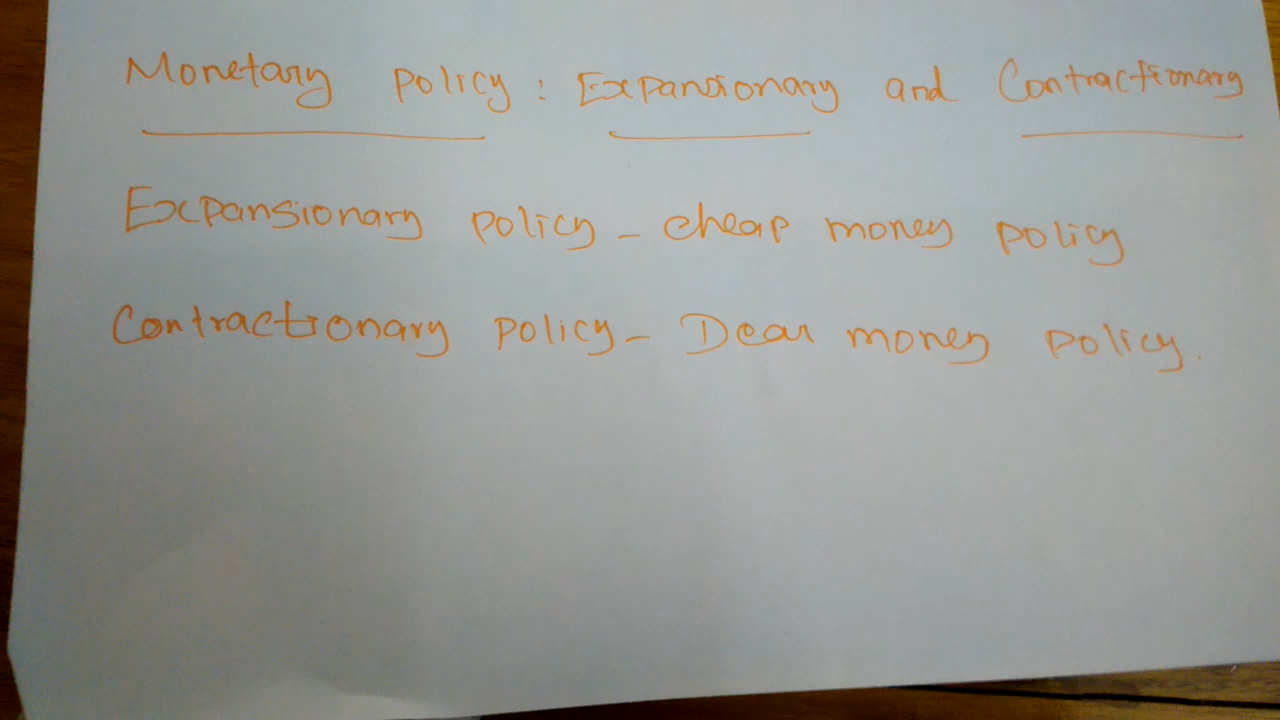 Monetary policy : Expansionary and Contractionary
Expansionary policy - cheap money policy
Contractionary policy - Dear money policy.